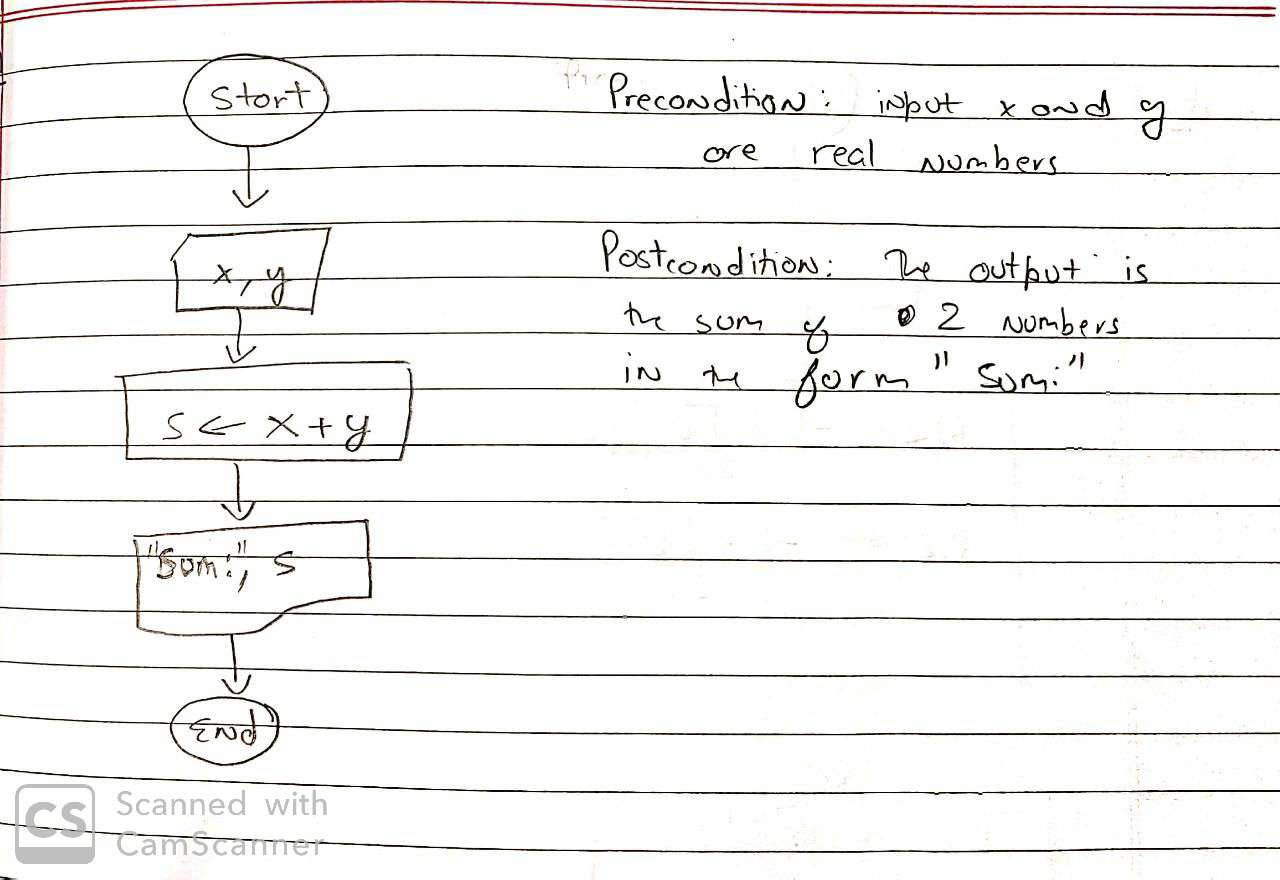 Start
x, y
s ← x + y
"Sum:", s
End
Precondition: input x and y
are real numbers
Postcondition: The output is
the sum of 2 numbers
in the form "Sum:"
CS Scanned with
CamScanner